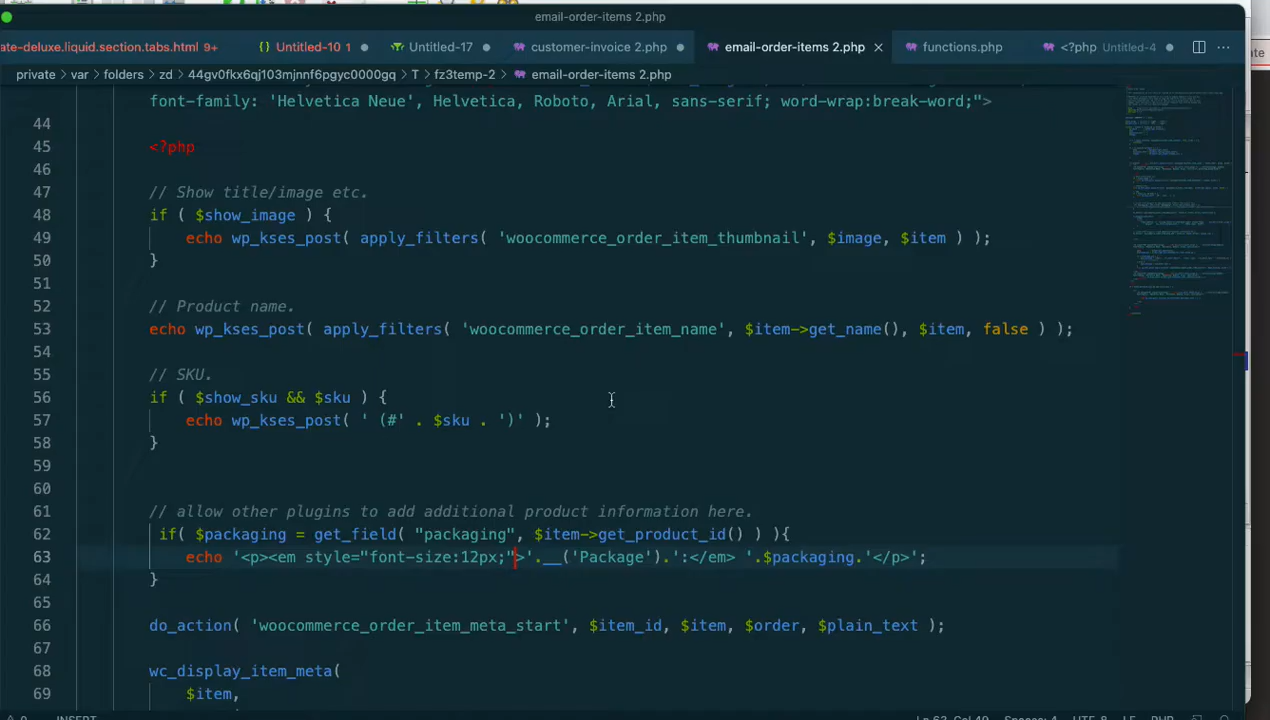 email-order-items 2.php
ate-deluxe.liquid.section.tabs.html 9+ {} Untitled-10 1 Untitled-17 customer-invoice 2.php email-order-items 2.php functions.php <?php Untitled-4
private > var > folders > zd > 44gv0fkx6qj103mjnnf6pgyc0000gq > T > fz3temp-2 > email-order-items 2.php
font-family: 'Helvetica Neue', Helvetica, Roboto, Arial, sans-serif; word-wrap:break-word;">
44
45 <?php
46
47 // Show title/image etc.
48 if ( $show_image ) {
49 echo wp_kses_post( apply_filters( 'woocommerce_order_item_thumbnail', $image, $item ) );
50 }
51
52 // Product name.
53 echo wp_kses_post( apply_filters( 'woocommerce_order_item_name', $item->get_name(), $item, false ) );
54
55 // SKU.
56 if ( $show_sku && $sku ) {
57 echo wp_kses_post( ' (#' . $sku . ')' );
58 }
59
60
61 // allow other plugins to add additional product information here.
62 if( $packaging = get_field( "packaging", $item->get_product_id() ) ){
63 echo '<p><em style="font-size:12px;">'.__('Package').':</em> '.$packaging.'</p>';
64 }
65
66 do_action( 'woocommerce_order_item_meta_start', $item_id, $item, $order, $plain_text );
67
68 wc_display_item_meta(
69 $item,